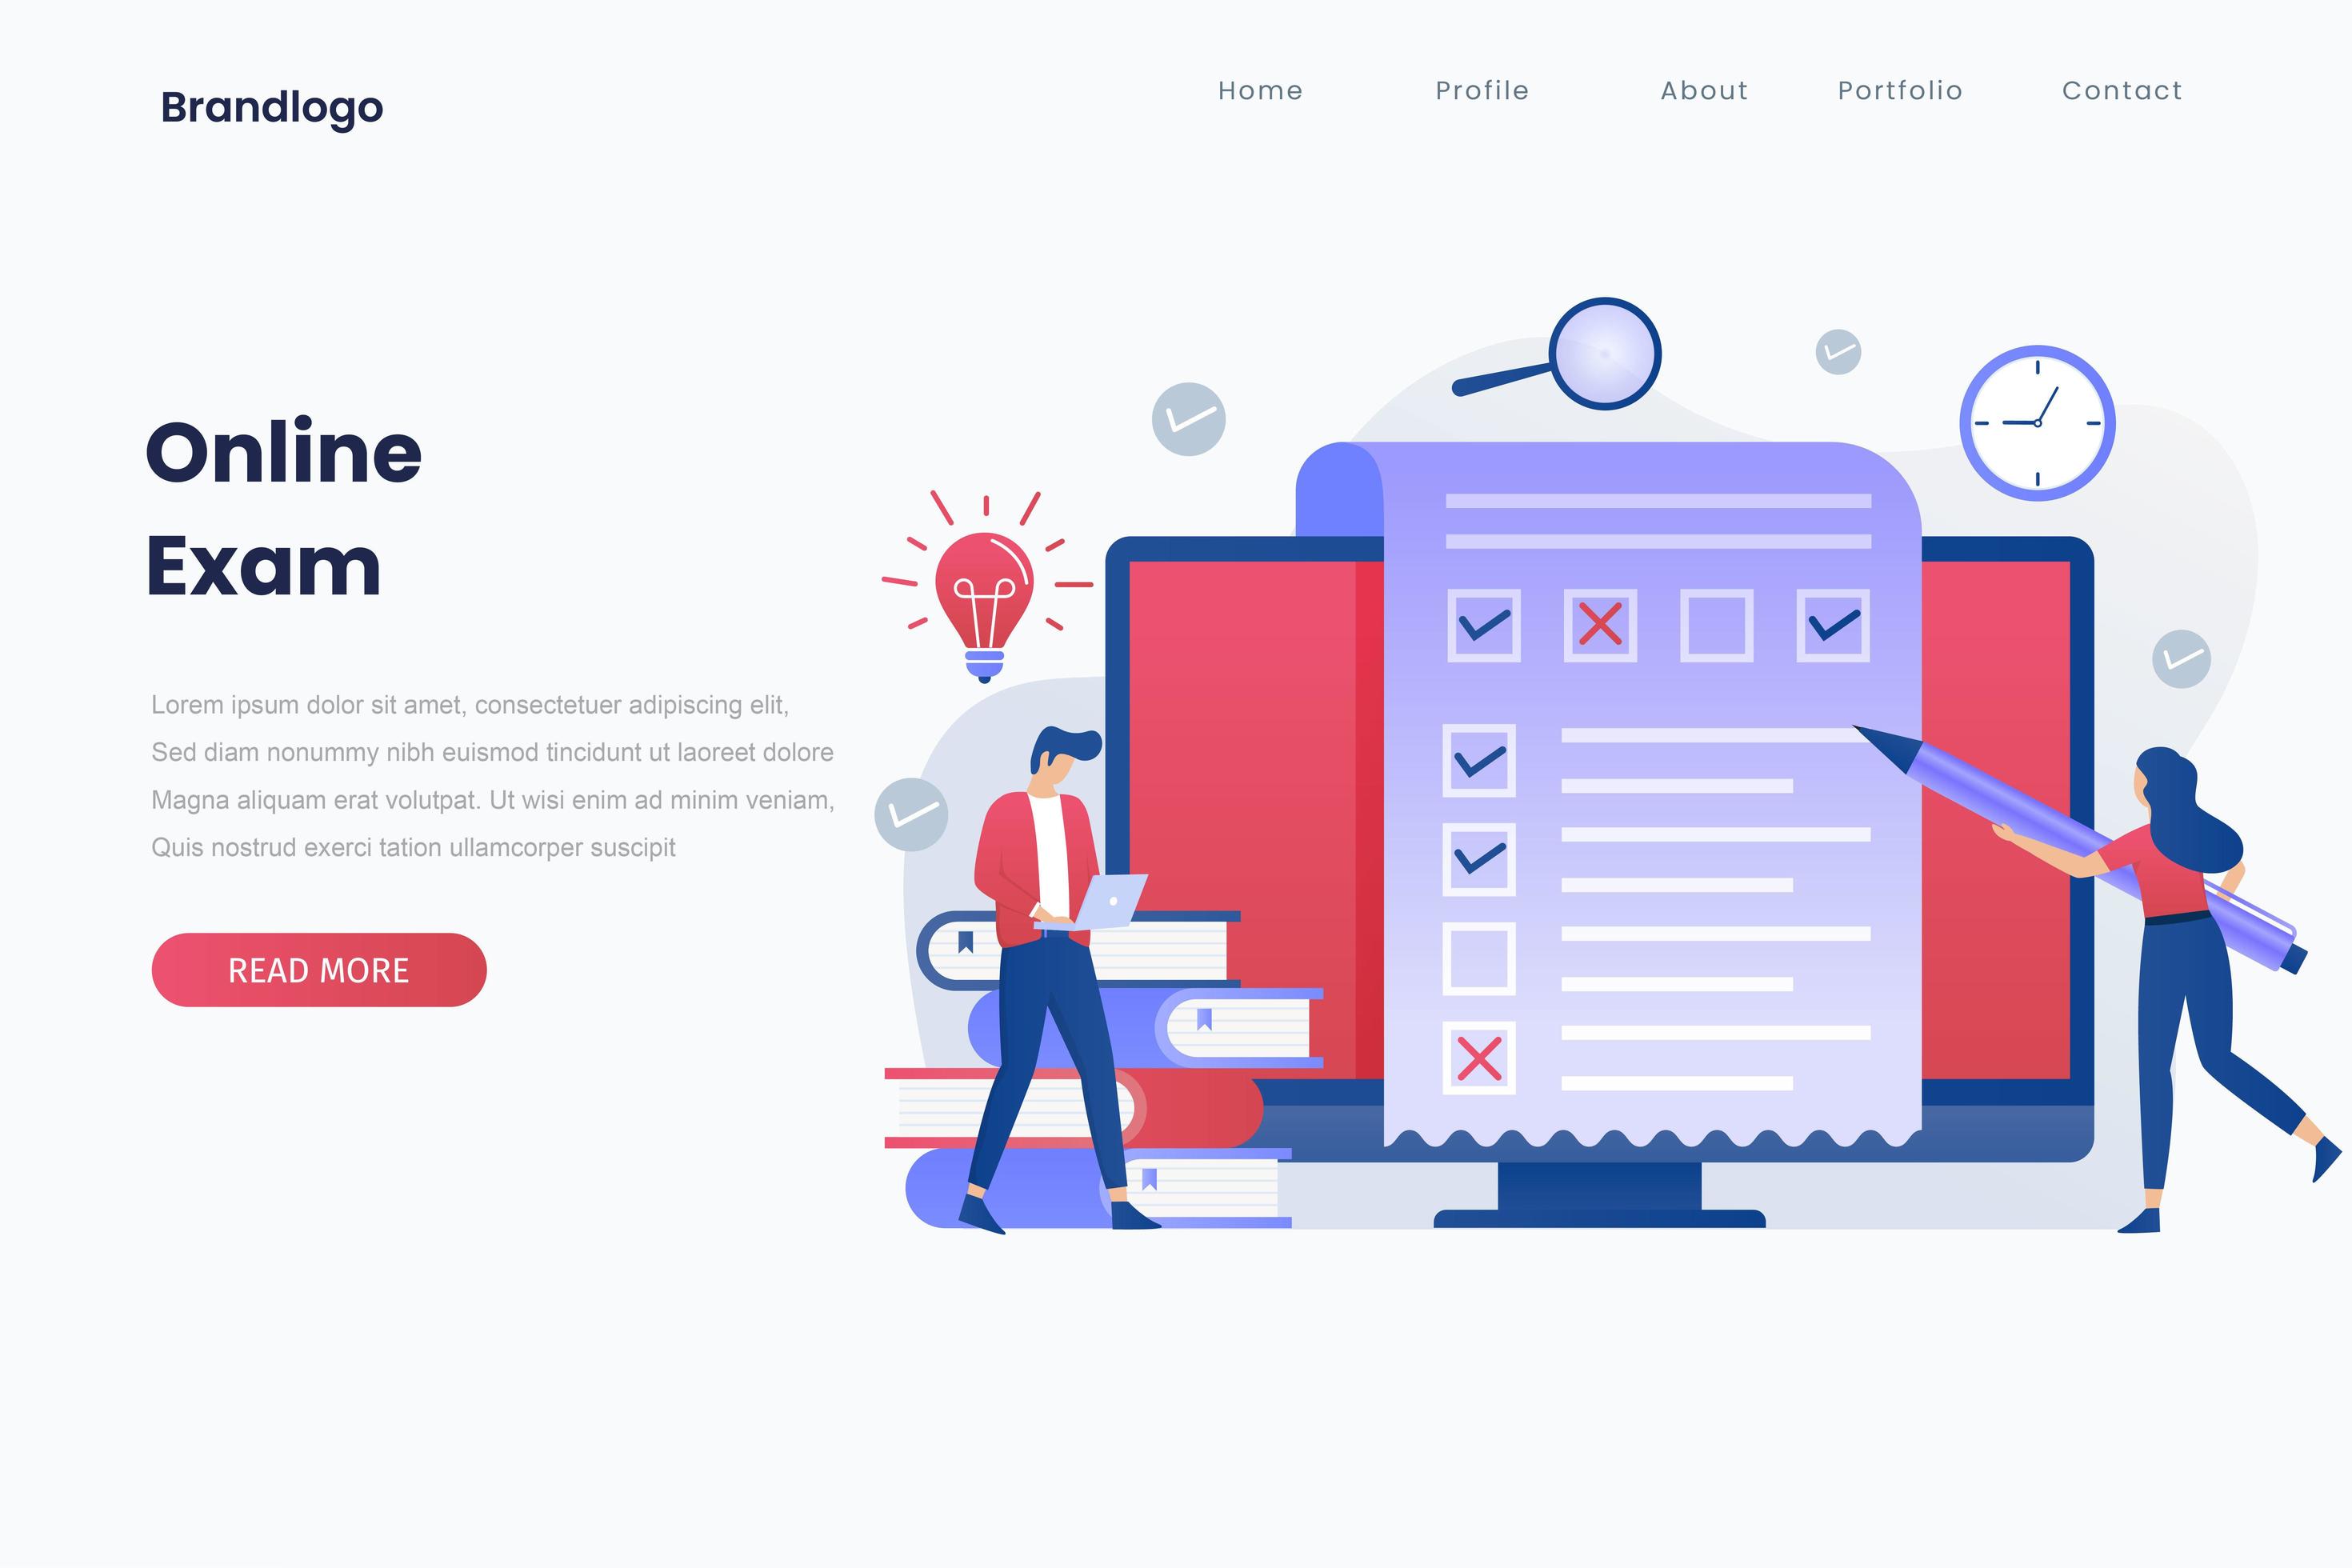 Brandlogo
Home Profile About Portfolio Contact
Online
Exam
Lorem ipsum dolor sit amet, consectetuer adipiscing elit,
Sed diam nonummy nibh euismod tincidunt ut laoreet dolore
Magna aliquam erat volutpat. Ut wisi enim ad minim veniam,
Quis nostrud exerci tation ullamcorper suscipit
READ MORE